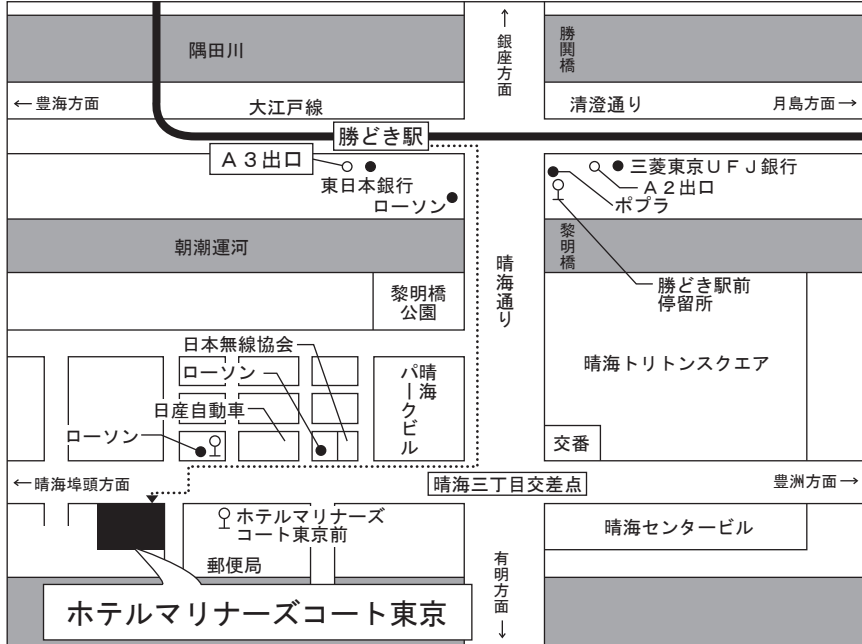 隅田川
↑
銀座方面
勝鬨橋
←豊海方面
大江戸線
清澄通り
月島方面→
勝どき駅
A3出口
東日本銀行
ローソン
三菱東京UFJ銀行
A2出口
ポプラ
朝潮運河
黎明橋
晴海通り
勝どき駅前
停留所
黎明橋
公園
日本無線協会
ローソン
日産自動車
ローソン
晴海
パークビル
晴海トリトンスクエア
交番
←晴海埠頭方面
晴海三丁目交差点
豊洲方面→
ホテルマリナーズ
コート東京前
晴海センタービル
郵便局
有明方面
↓
ホテルマリナーズコート東京